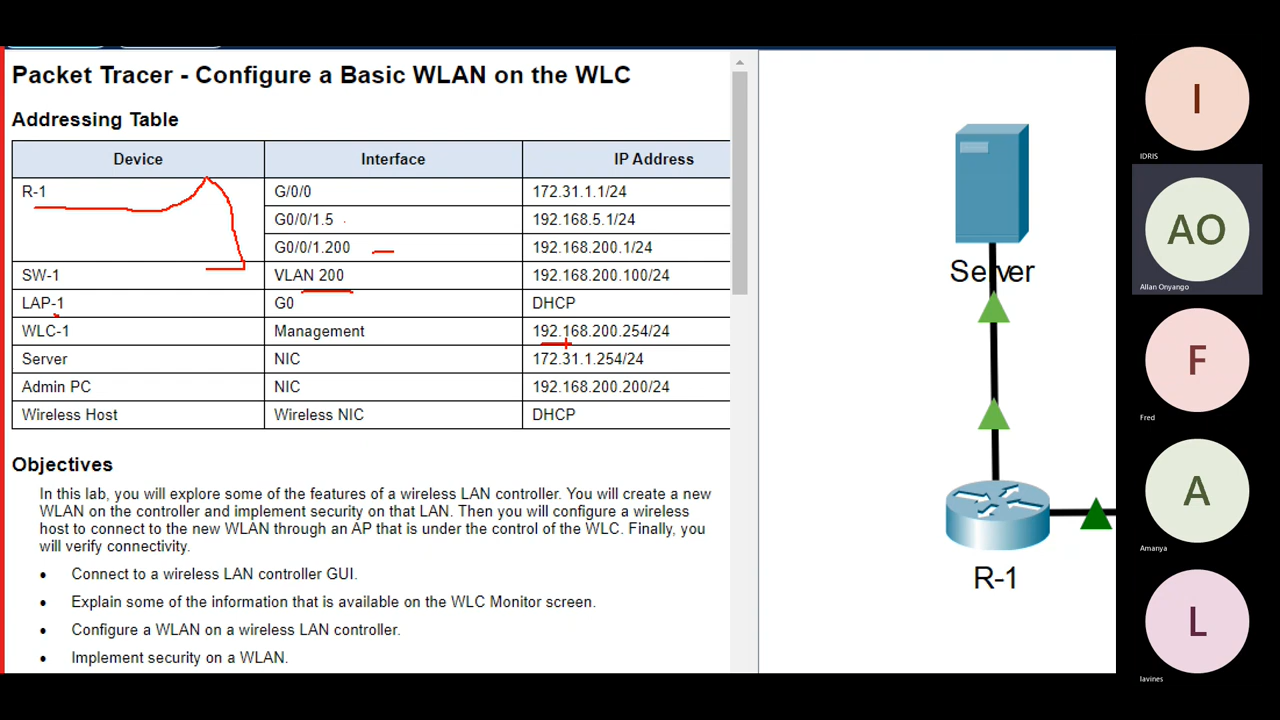 Packet Tracer - Configure a Basic WLAN on the WLC
Addressing Table
Device Interface IP Address
R-1 G/0/0 172.31.1.1/24
G0/0/1.5 192.168.5.1/24
G0/0/1.200 192.168.200.1/24
SW-1 VLAN 200 192.168.200.100/24
LAP-1 G0 DHCP
WLC-1 Management 192.168.200.254/24
Server NIC 172.31.1.254/24
Admin PC NIC 192.168.200.200/24
Wireless Host Wireless NIC DHCP
Objectives
In this lab, you will explore some of the features of a wireless LAN controller. You will create a new
WLAN on the controller and implement security on that LAN. Then you will configure a wireless
host to connect to the new WLAN through an AP that is under the control of the WLC. Finally, you
will verify connectivity.
• Connect to a wireless LAN controller GUI.
• Explain some of the information that is available on the WLC Monitor screen.
• Configure a WLAN on a wireless LAN controller.
• Implement security on a WLAN.
Server
R-1
I
IDRIS
AO
Allan Onyango
F
Fred
A
Amanya
L
lavines